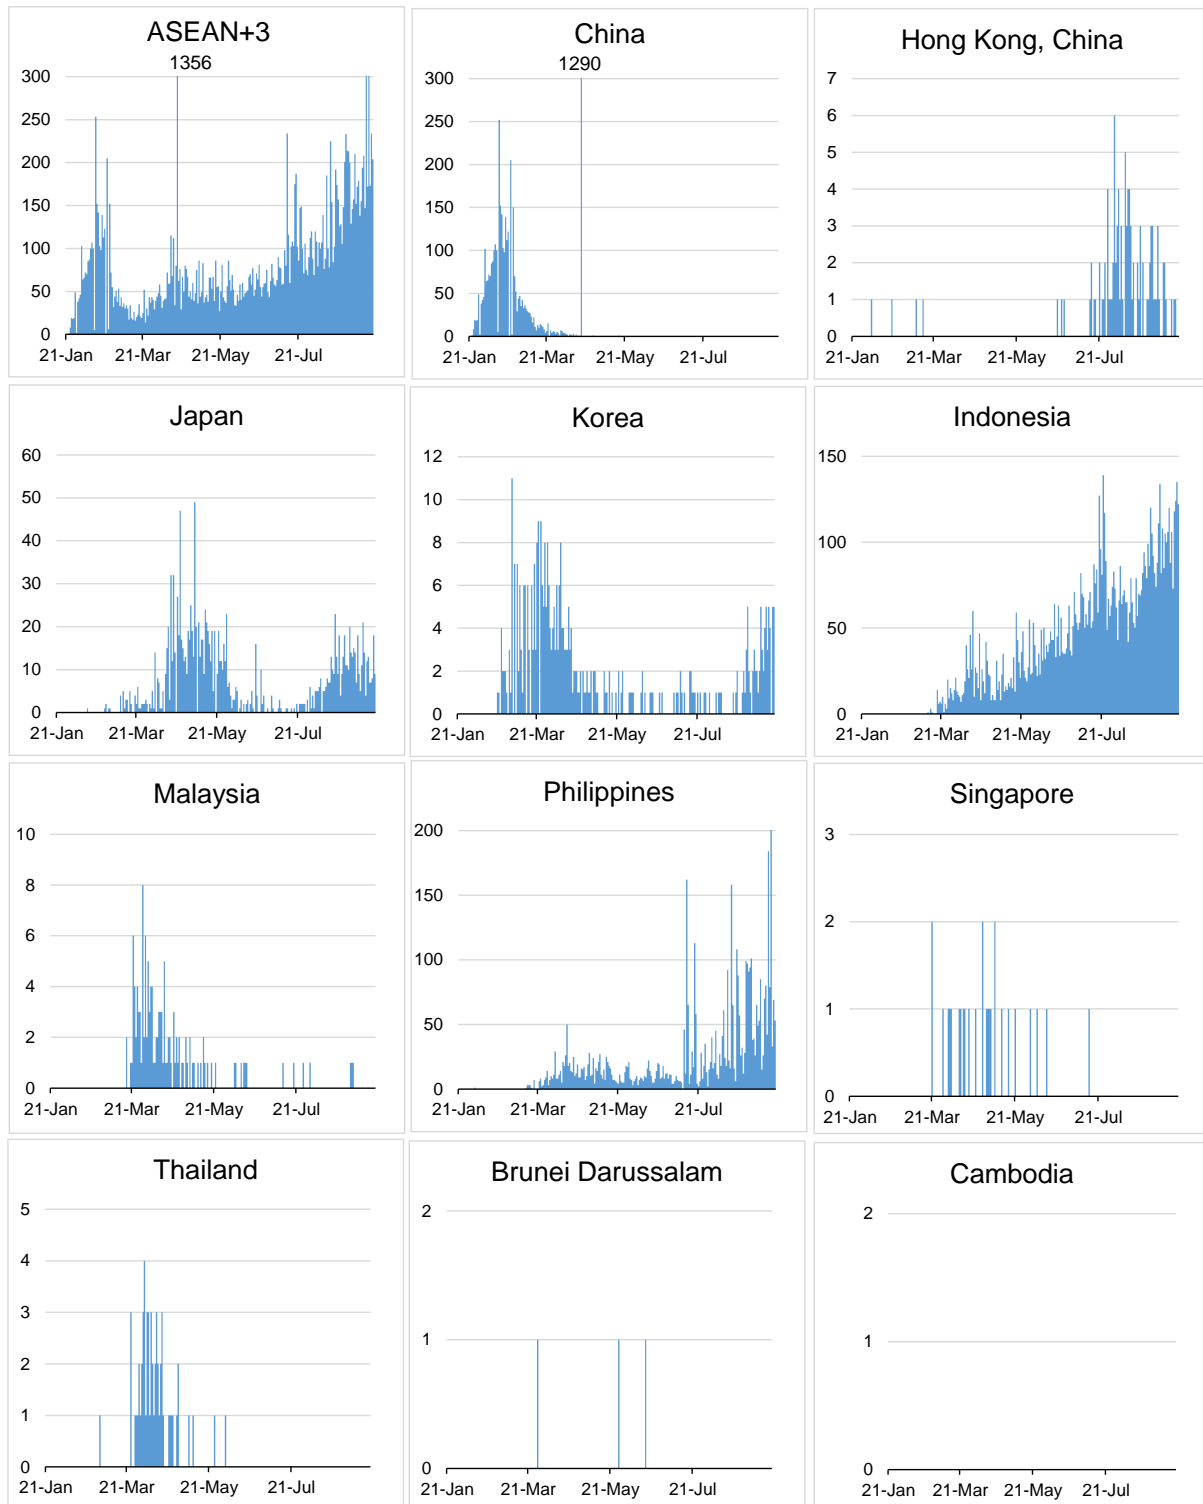 ASEAN+3
1356
300
250
200
150
100
50
0
21-Jan 21-Mar 21-May 21-Jul
China
1290
300
250
200
150
100
50
0
21-Jan 21-Mar 21-May 21-Jul
Hong Kong, China
7
6
5
4
3
2
1
0
21-Jan 21-Mar 21-May 21-Jul
Japan
60
50
40
30
20
10
0
21-Jan 21-Mar 21-May 21-Jul
Korea
12
10
8
6
4
2
0
21-Jan 21-Mar 21-May 21-Jul
Indonesia
150
100
50
0
21-Jan 21-Mar 21-May 21-Jul
Malaysia
10
8
6
4
2
0
21-Jan 21-Mar 21-May 21-Jul
Philippines
200
150
100
50
0
21-Jan 21-Mar 21-May 21-Jul
Singapore
3
2
1
0
21-Jan 21-Mar 21-May 21-Jul
Thailand
5
4
3
2
1
0
21-Jan 21-Mar 21-May 21-Jul
Brunei Darussalam
2
1
0
21-Jan 21-Mar 21-May 21-Jul
Cambodia
2
1
0
21-Jan 21-Mar 21-May 21-Jul